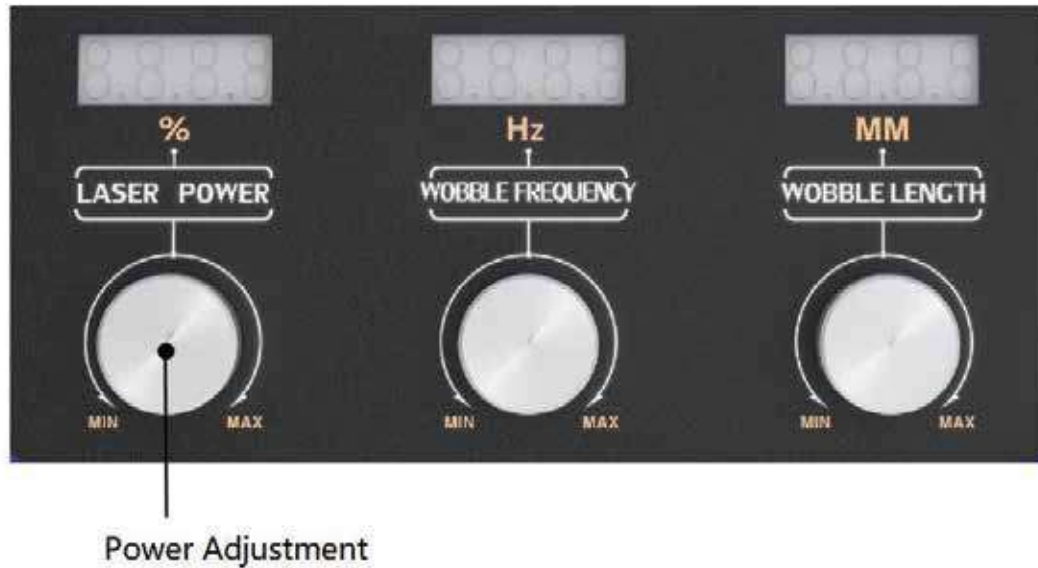 % Hz MM
LASER POWER WOBBLE FREQUENCY WOBBLE LENGTH
MIN MAX MIN MAX MIN MAX
Power Adjustment